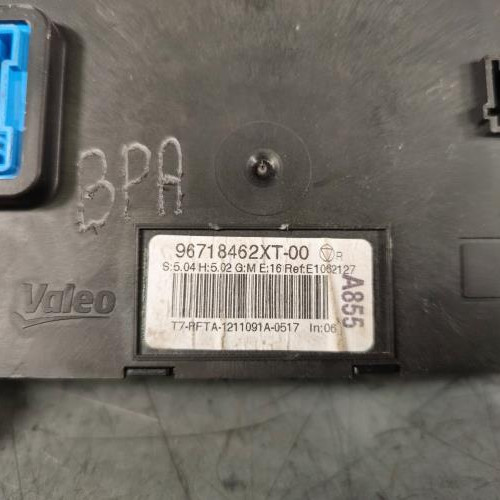 BPA
Valeo
96718462XT-00 R
S:5.04 H:5.02 G:M E:16 Ref:E1062127
T7-RFTA-1211091A-0517 In:06
A855